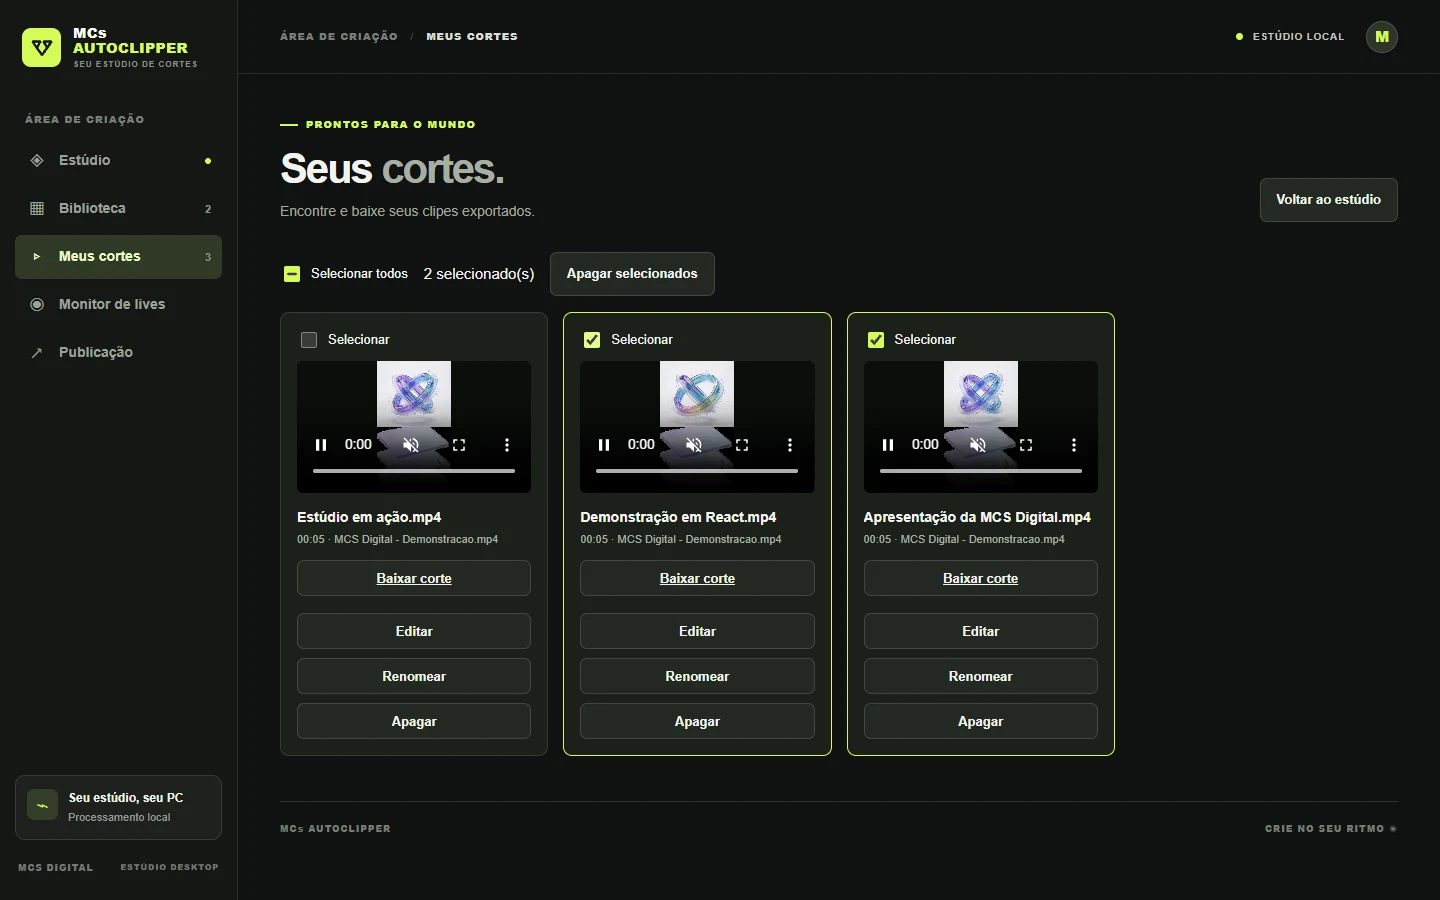 MCs
AUTOCLIPPER
SEU ESTÚDIO DE CORTES
ÁREA DE CRIAÇÃO
Estúdio
Biblioteca 2
Meus cortes 3
Monitor de lives
Publicação
Seu estúdio, seu PC
Processamento local
MCS DIGITAL ESTÚDIO DESKTOP
ÁREA DE CRIAÇÃO / MEUS CORTES
ESTÚDIO LOCAL M
PRONTOS PARA O MUNDO
Seus cortes.
Encontre e baixe seus clipes exportados.
Voltar ao estúdio
Selecionar todos 2 selecionado(s) Apagar selecionados
Selecionar
0:00
Estúdio em ação.mp4
00:05 · MCS Digital - Demonstracao.mp4
Baixar corte
Editar
Renomear
Apagar
Selecionar
0:00
Demonstração em React.mp4
00:05 · MCS Digital - Demonstracao.mp4
Baixar corte
Editar
Renomear
Apagar
Selecionar
0:00
Apresentação da MCS Digital.mp4
00:05 · MCS Digital - Demonstracao.mp4
Baixar corte
Editar
Renomear
Apagar
MCs AUTOCLIPPER
CRIE NO SEU RITMO